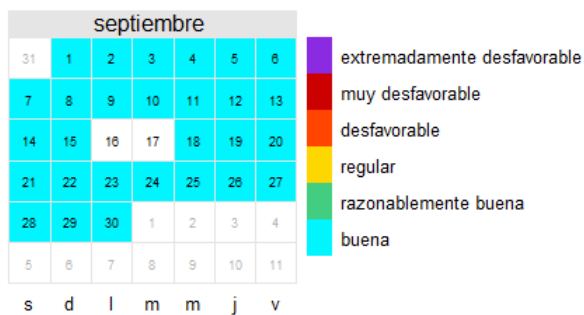 septiembre
31 1 2 3 4 5 6
7 8 9 10 11 12 13
14 15 16 17 18 19 20
21 22 23 24 25 26 27
28 29 30 1 2 3 4
5 6 7 8 9 10 11
s d l m m j v
extremadamente desfavorable
muy desfavorable
desfavorable
regular
razonablemente buena
buena